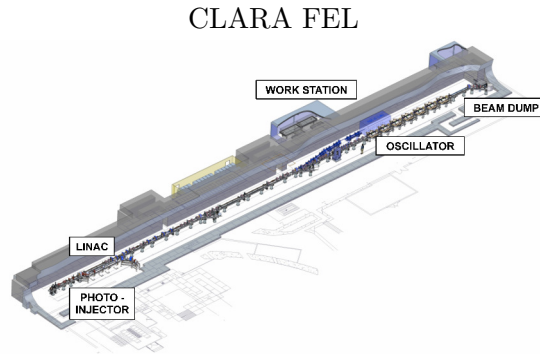 CLARA FEL
WORK STATION
BEAM DUMP
OSCILLATOR
LINAC
PHOTO -
INJECTOR